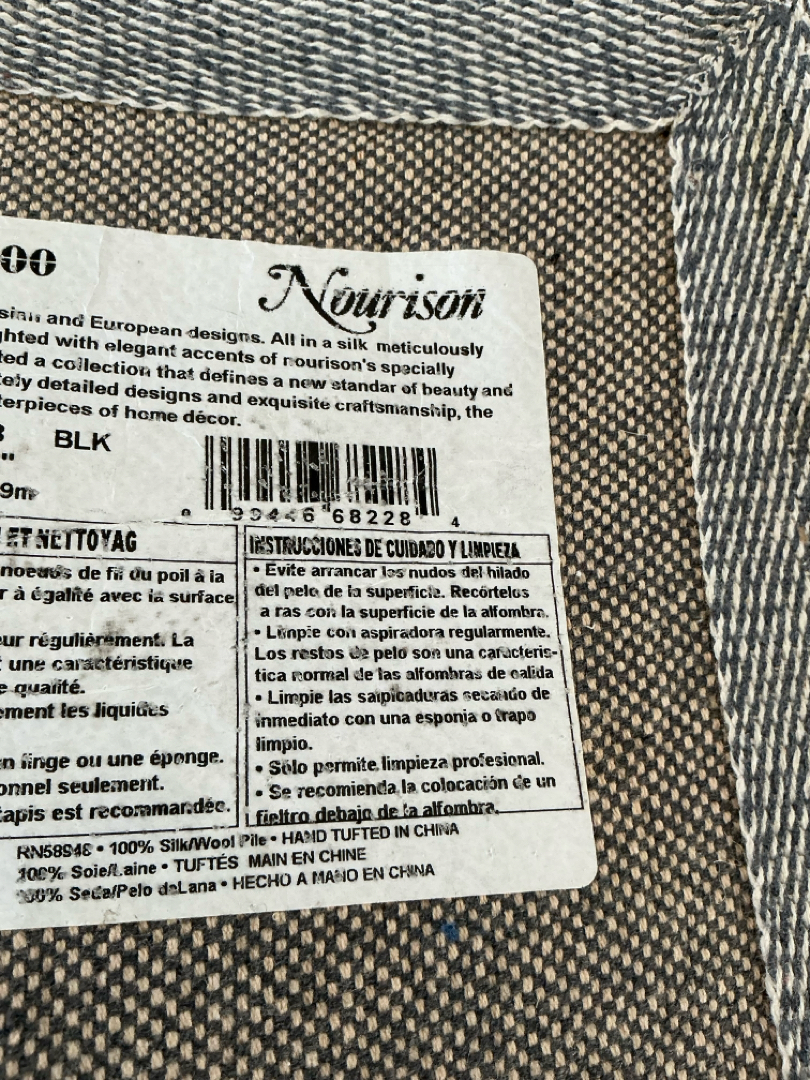 00
Nourison
sian and European designs. All in a silk meticulously
ghted with elegant accents of nourison's specially
ted a collection that defines a new standar of beauty and
tely detailed designs and exquisite craftsmanship, the
terpieces of home décor.
BLK
"
9m
99446 68228 4
ET NETTOYAG
noeuds de fil du poil à la
r à égalité avec la surface
eur régulièrement. La
t une caractéristique
e qualité.
ement les liquides
en linge ou une éponge.
onnel seulement.
tapis est recommandée.
INSTRUCCIONES DE CUIDADO Y LIMPIEZA
• Evite arrancar los nudos del hilado
del pelo de la superficie. Recórtelos
a ras con la superficie de la alfombra.
• Limpie con aspiradora regularmente.
Los restos de pelo son una caracterís-
tica normal de las alfombras de calida
• Limpie las salpicaduras secando de
inmediato con una esponja o trapo
limpio.
• Sólo permite limpieza profesional.
• Se recomienda la colocación de un
fieltro debajo de la alfombra.
RN58948 • 100% Silk/Wool Pile • HAND TUFTED IN CHINA
100% Soie/Laine • TUFTÉS MAIN EN CHINE
100% Seda/Pelo deLana • HECHO A MANO EN CHINA